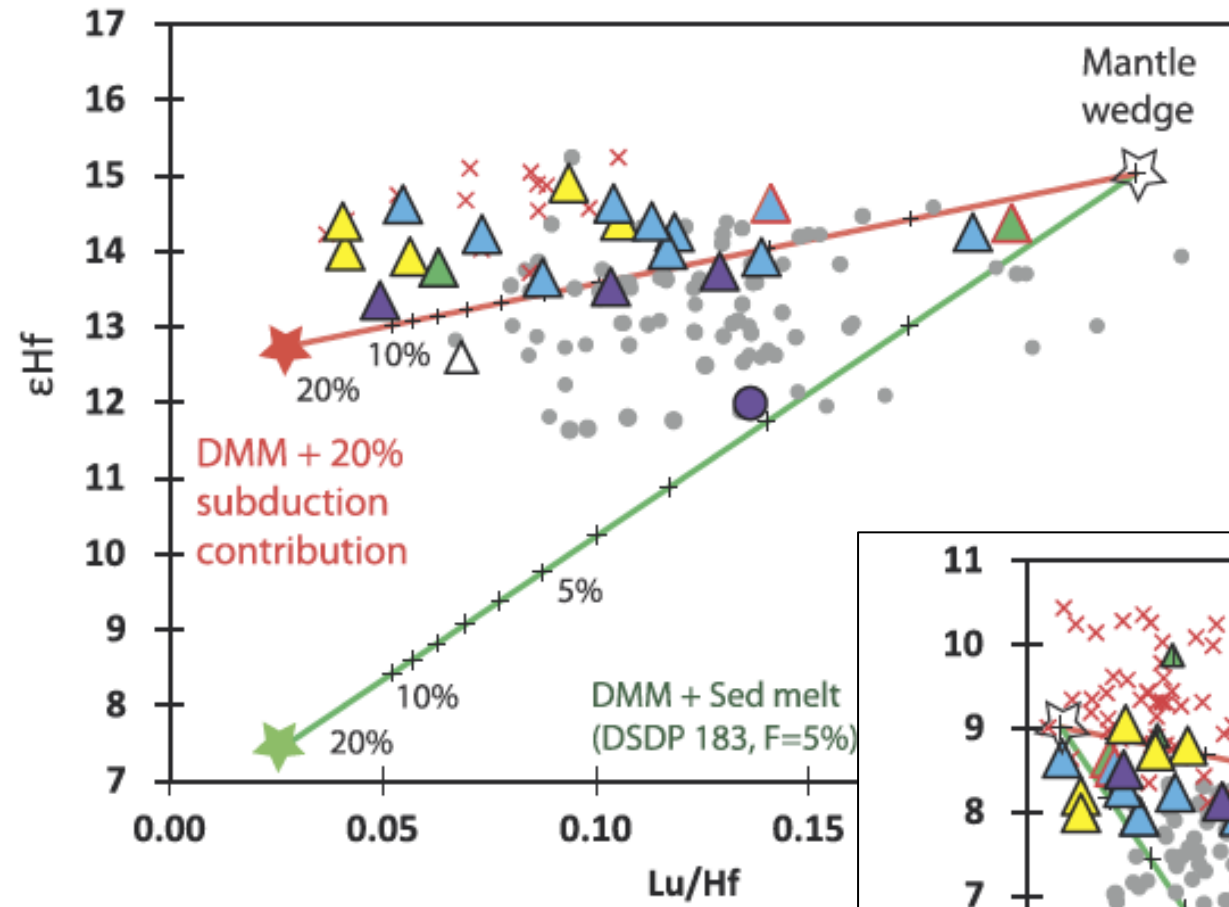 17
16
15
14
13
12
11
10
9
8
7
εHf
Mantle
wedge
10%
20%
DMM + 20%
subduction
contribution
5%
10%
20%
DMM + Sed melt
(DSDP 183, F=5%)
0.00
0.05
0.10
0.15
Lu/Hf
11
10
9
8
7